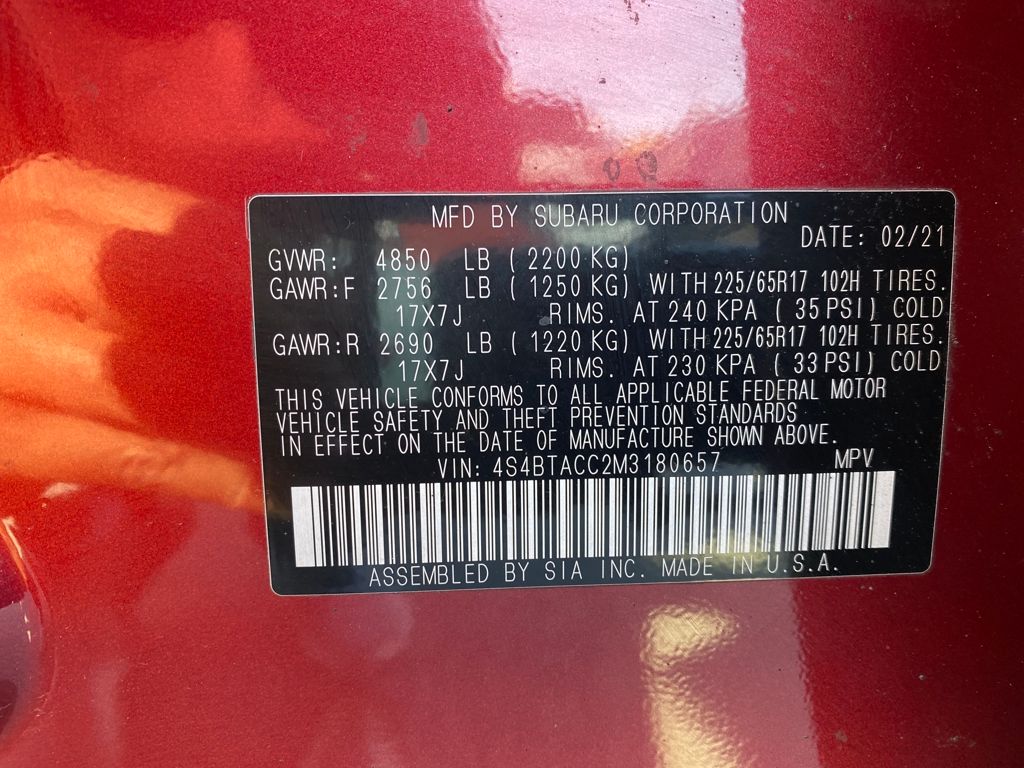 MFD BY SUBARU CORPORATION
DATE: 02/21
GVWR: 4850 LB ( 2200 KG)
GAWR:F 2756 LB ( 1250 KG) WITH 225/65R17 102H TIRES.
17X7J RIMS. AT 240 KPA ( 35 PSI) COLD
GAWR:R 2690 LB ( 1220 KG) WITH 225/65R17 102H TIRES.
17X7J RIMS. AT 230 KPA ( 33 PSI) COLD
THIS VEHICLE CONFORMS TO ALL APPLICABLE FEDERAL MOTOR
VEHICLE SAFETY AND THEFT PREVENTION STANDARDS
IN EFFECT ON THE DATE OF MANUFACTURE SHOWN ABOVE.
VIN: 4S4BTACC2M3180657 MPV
ASSEMBLED BY SIA INC. MADE IN U.S.A.